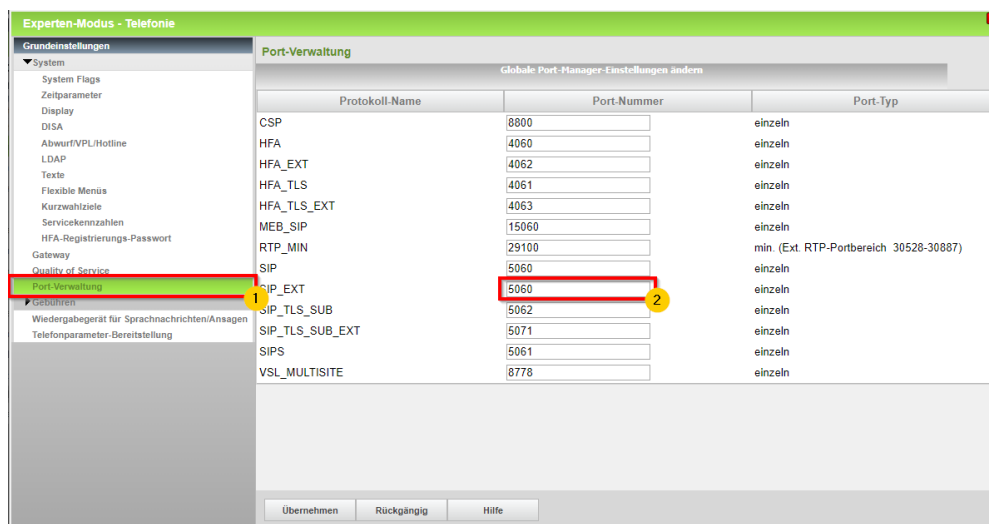 Experten-Modus - Telefonie
Grundeinstellungen
System
System Flags
Zeitparameter
Display
DISA
Abwurf/VPL/Hotline
LDAP
Texte
Flexible Menüs
Kurzwahlziele
Servicekennzahlen
HFA-Registrierungs-Passwort
Gateway
Quality of Service
Port-Verwaltung
1
Gebühren
Wiedergabegerät für Sprachnachrichten/Ansagen
Telefonparameter-Bereitstellung
Port-Verwaltung
Globale Port-Manager-Einstellungen ändern
Protokoll-Name Port-Nummer Port-Typ
CSP 8800 einzeln
HFA 4060 einzeln
HFA_EXT 4062 einzeln
HFA_TLS 4061 einzeln
HFA_TLS_EXT 4063 einzeln
MEB_SIP 15060 einzeln
RTP_MIN 29100 min. (Ext. RTP-Portbereich 30528-30887)
SIP 5060 einzeln
SIP_EXT 5060 einzeln
2
SIP_TLS_SUB 5062 einzeln
SIP_TLS_SUB_EXT 5071 einzeln
SIPS 5061 einzeln
VSL_MULTISITE 8778 einzeln
Übernehmen Rückgängig Hilfe